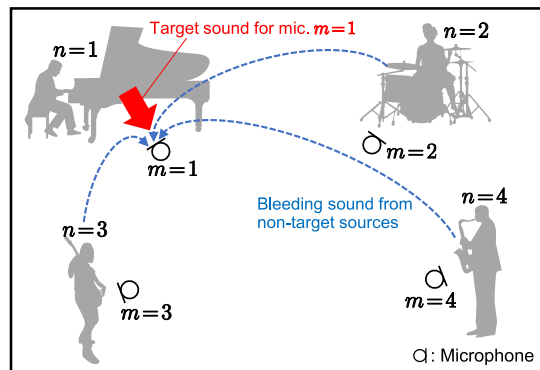 Target sound for mic. m=1
n=1
n=2
m=1
m=2
Bleeding sound from
non-target sources
n=4
n=3
m=3
m=4
: Microphone